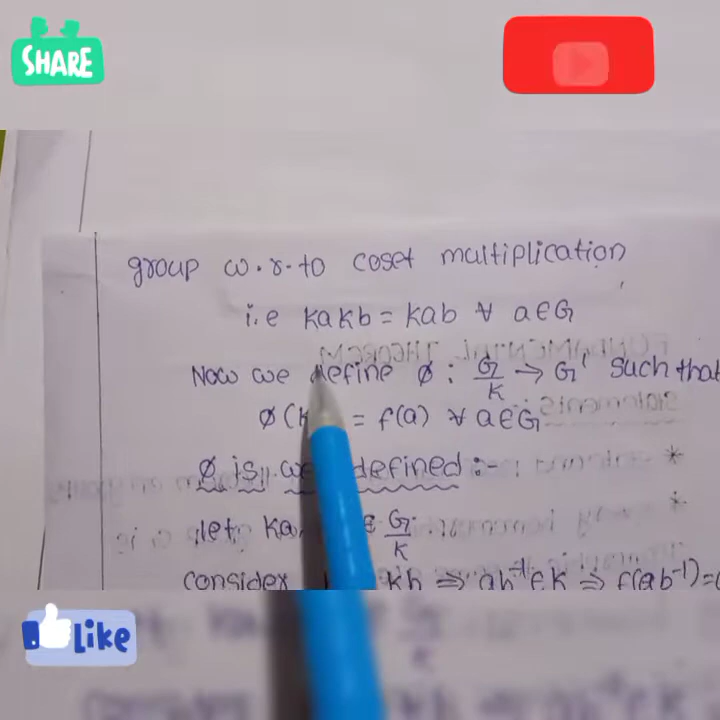 SHARE
group w.r.to coset multiplication
i.e kakb = kab ∀ a∈G
Now we define ∅ : G/K → G' such that
∅(k = f(a) ∀ a∈G
∅ is we defined :-
let ka, ∈ G/K
consider kb ⇒ ab⁻¹∈k ⇒ f(ab⁻¹)=
Like